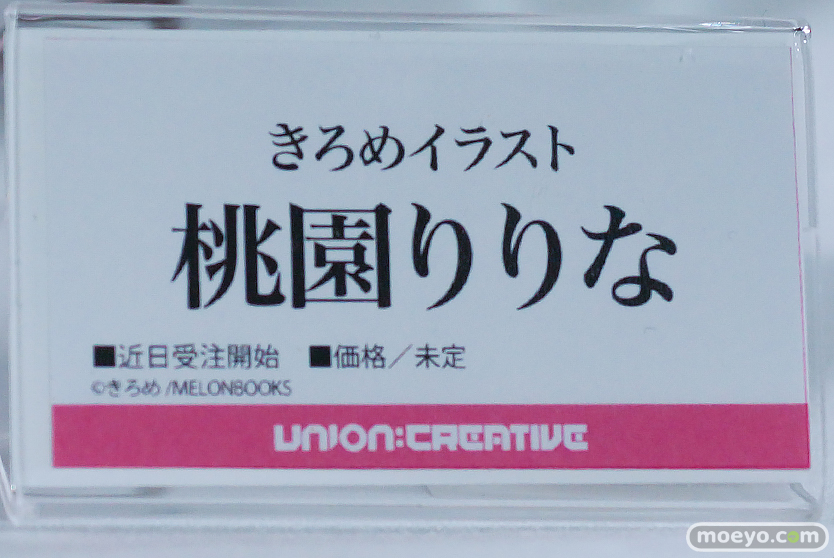 きろめイラスト
桃園りりな
■近日受注開始　■価格／未定
©きろめ/MELONBOOKS
UNION:CREATIVE
moeyo.com